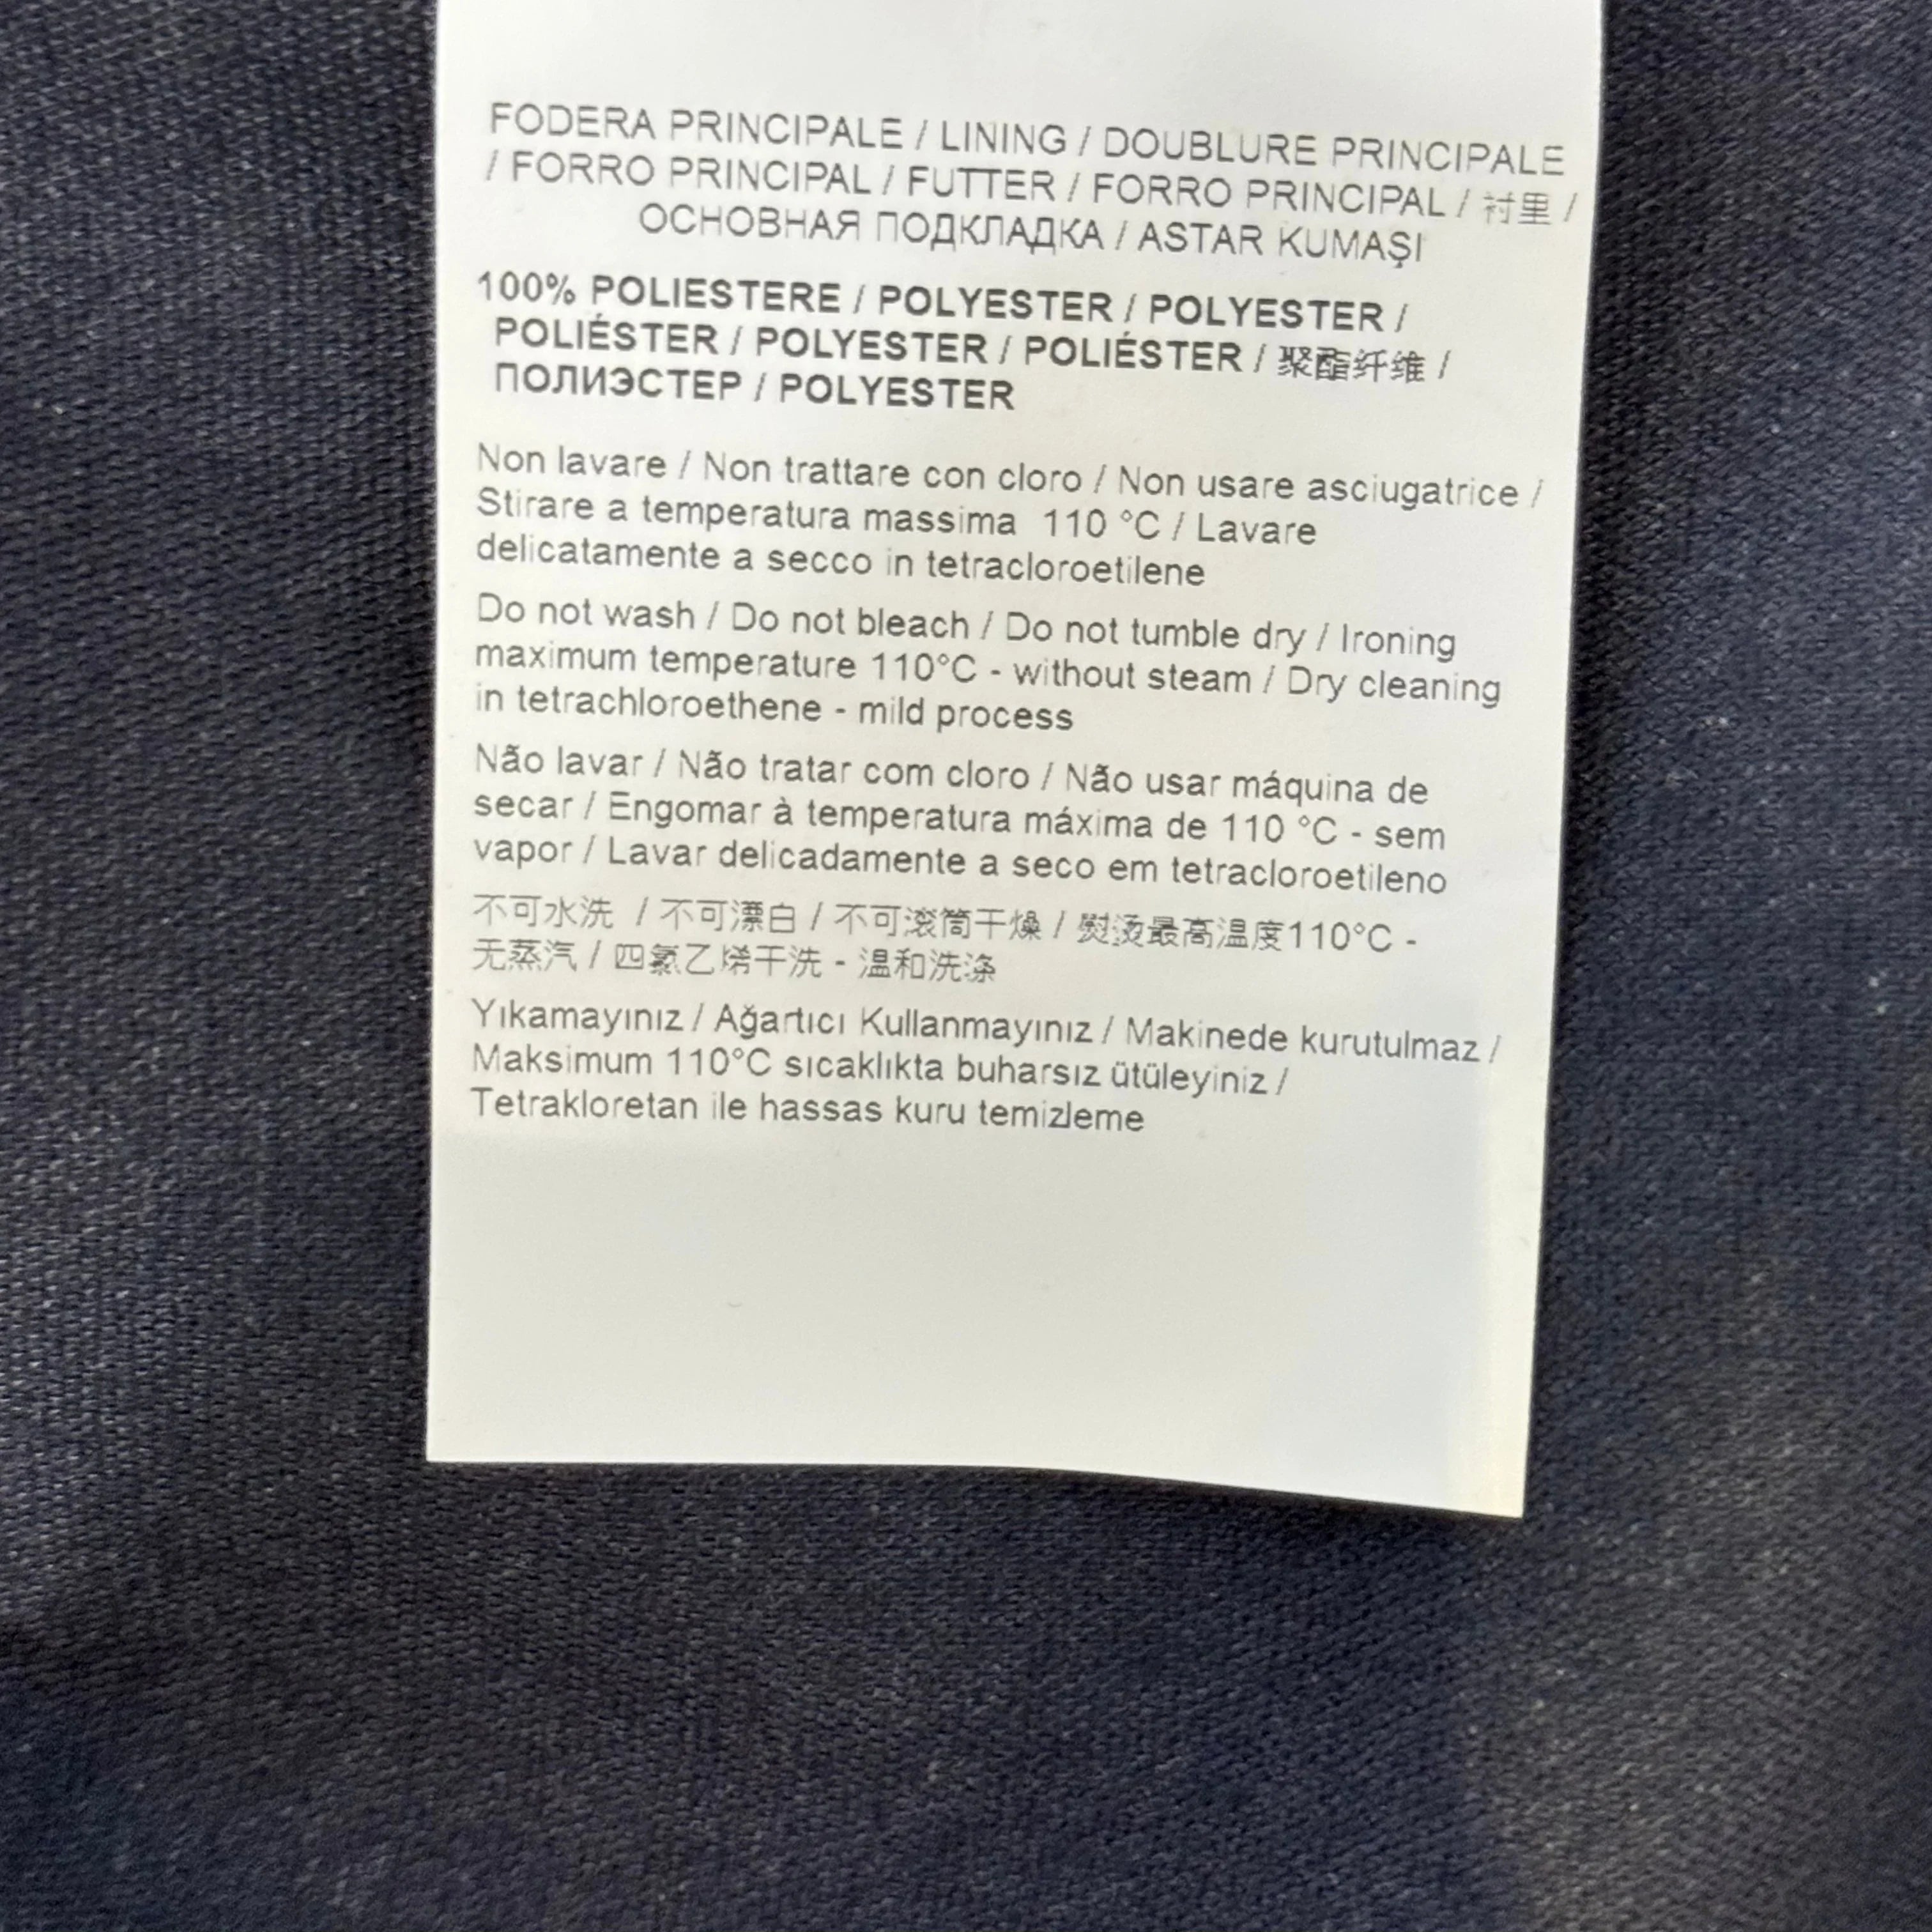 FODERA PRINCIPALE / LINING / DOUBLURE PRINCIPALE
/ FORRO PRINCIPAL / FUTTER / FORRO PRINCIPAL / 衬里 /
ОСНОВНАЯ ПОДКЛАДКА / ASTAR KUMAŞI
100% POLIESTERE / POLYESTER / POLYESTER /
POLIÉSTER / POLYESTER / POLIÉSTER / 聚酯纤维 /
ПОЛИЭСТЕР / POLYESTER
Non lavare / Non trattare con cloro / Non usare asciugatrice /
Stirare a temperatura massima 110 °C / Lavare
delicatamente a secco in tetracloroetilene
Do not wash / Do not bleach / Do not tumble dry / Ironing
maximum temperature 110°C - without steam / Dry cleaning
in tetrachloroethene - mild process
Não lavar / Não tratar com cloro / Não usar máquina de
secar / Engomar à temperatura máxima de 110 °C - sem
vapor / Lavar delicadamente a seco em tetracloroetileno
不可水洗 / 不可漂白 / 不可滚筒干燥 / 熨烫最高温度110°C -
无蒸汽 / 四氯乙烯干洗 - 温和洗涤
Yıkamayınız / Ağartıcı Kullanmayınız / Makinede kurutulmaz /
Maksimum 110°C sıcaklıkta buharsız ütüleyiniz /
Tetrakloretan ile hassas kuru temizleme